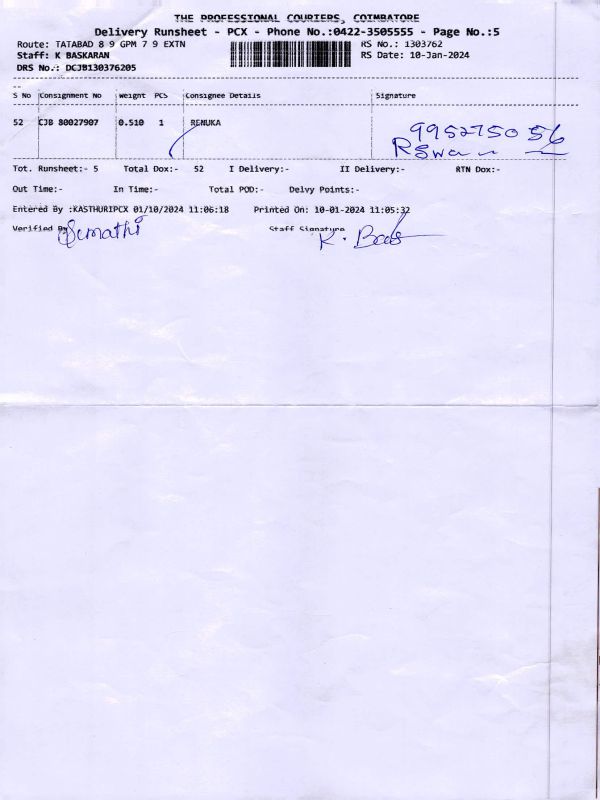 THE PROFESSIONAL COURIERS, COIMBATORE
Delivery Runsheet - PCX - Phone No.:0422-3505555 - Page No.:5
Route: TATABAD 8 9 GPM 7 9 EXTN RS No.: 1303762
Staff: K BASKARAN RS Date: 10-Jan-2024
DRS No.: DCJB130376205
S No Consignment No Weight PCS Consignee Details Signature
52 CJB 80027907 0.510 1 RENUKA
9952750 56
Tot. Runsheet:- 5 Total Dox:- 52 I Delivery:- II Delivery:- RTN Dox:-
Out Time:- In Time:- Total POD:- Delvy Points:-
Entered By :KASTHURIPCX 01/10/2024 11:06:18 Printed On: 10-01-2024 11:05:32
Verified By Sumathi Staff Signature